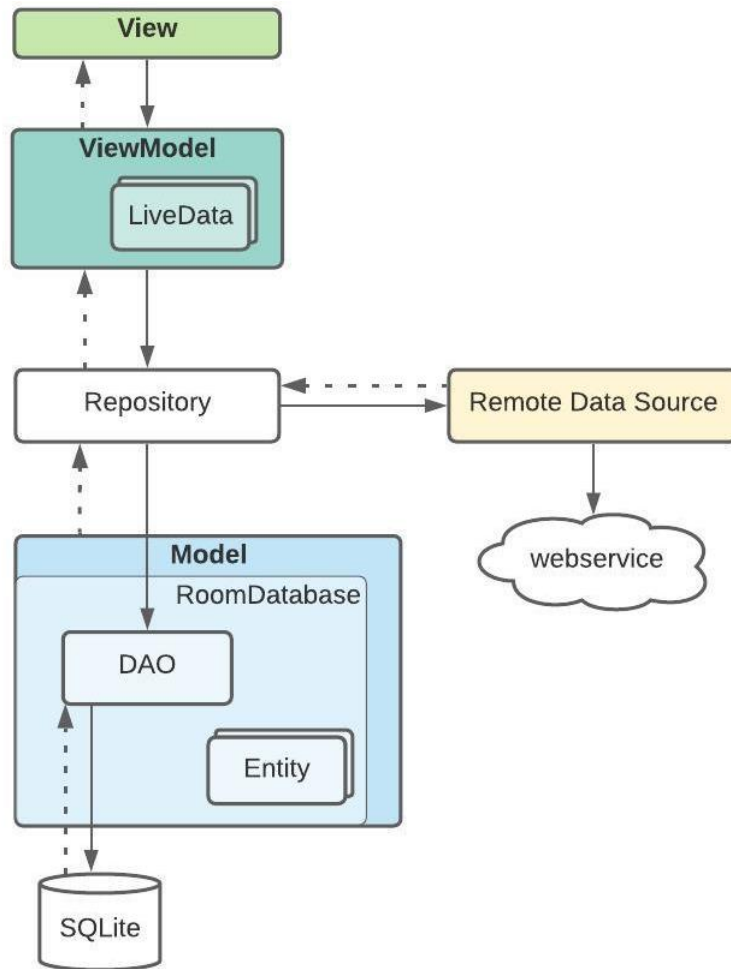 View
ViewModel
LiveData
Repository
Remote Data Source
webservice
Model
RoomDatabase
DAO
Entity
SQLite